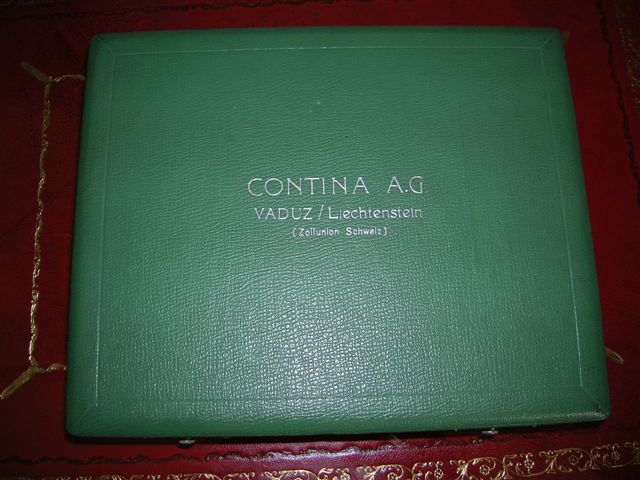 CONTINA A.G.
VADUZ/Liechtenstein
(Zollunion Schweiz)